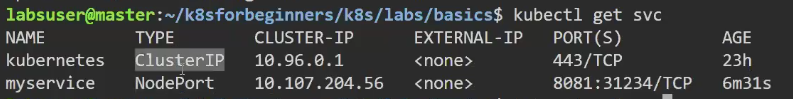 labsuser@master:~/k8sforbeginners/k8s/labs/basics$ kubectl get svc
NAME TYPE CLUSTER-IP EXTERNAL-IP PORT(S) AGE
kubernetes ClusterIP 10.96.0.1 <none> 443/TCP 23h
myservice NodePort 10.107.204.56 <none> 8081:31234/TCP 6m31s